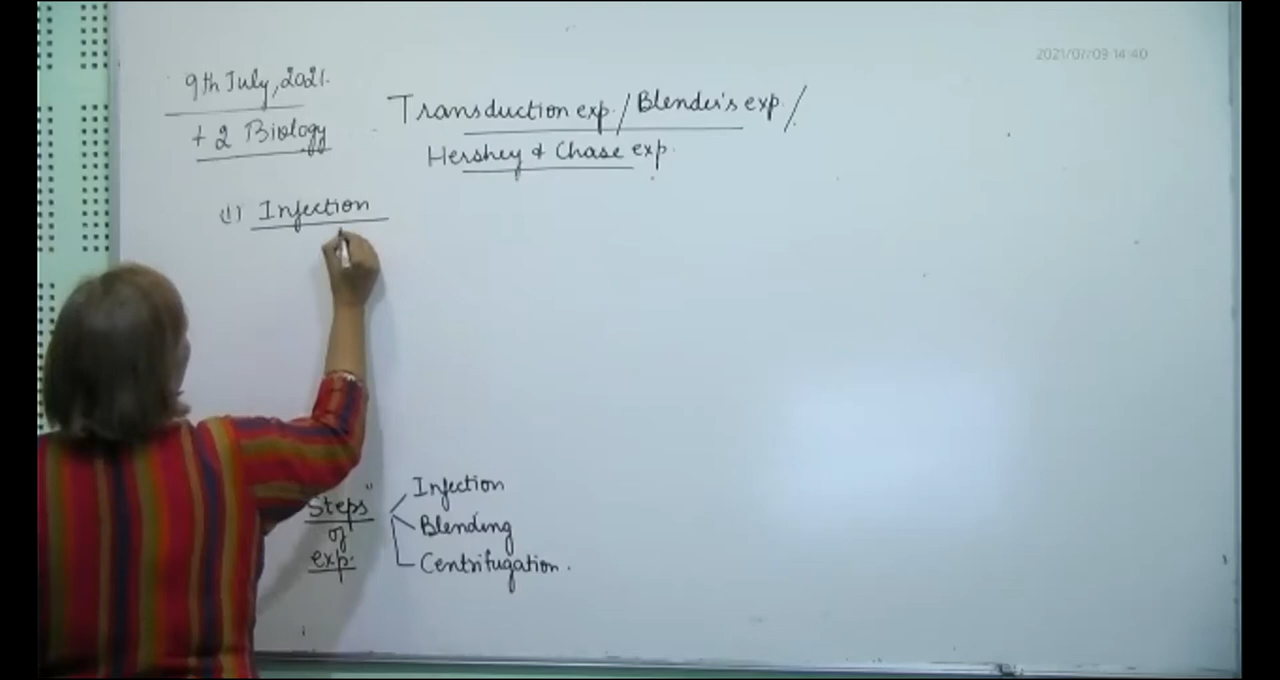 2021/07/09 14:40
9th July, 2021.
+2 Biology
Transduction exp./Blender's exp./
Hershey & Chase exp.
(1) Infection
"Steps"
of
exp.
Infection
Blending
Centrifugation.